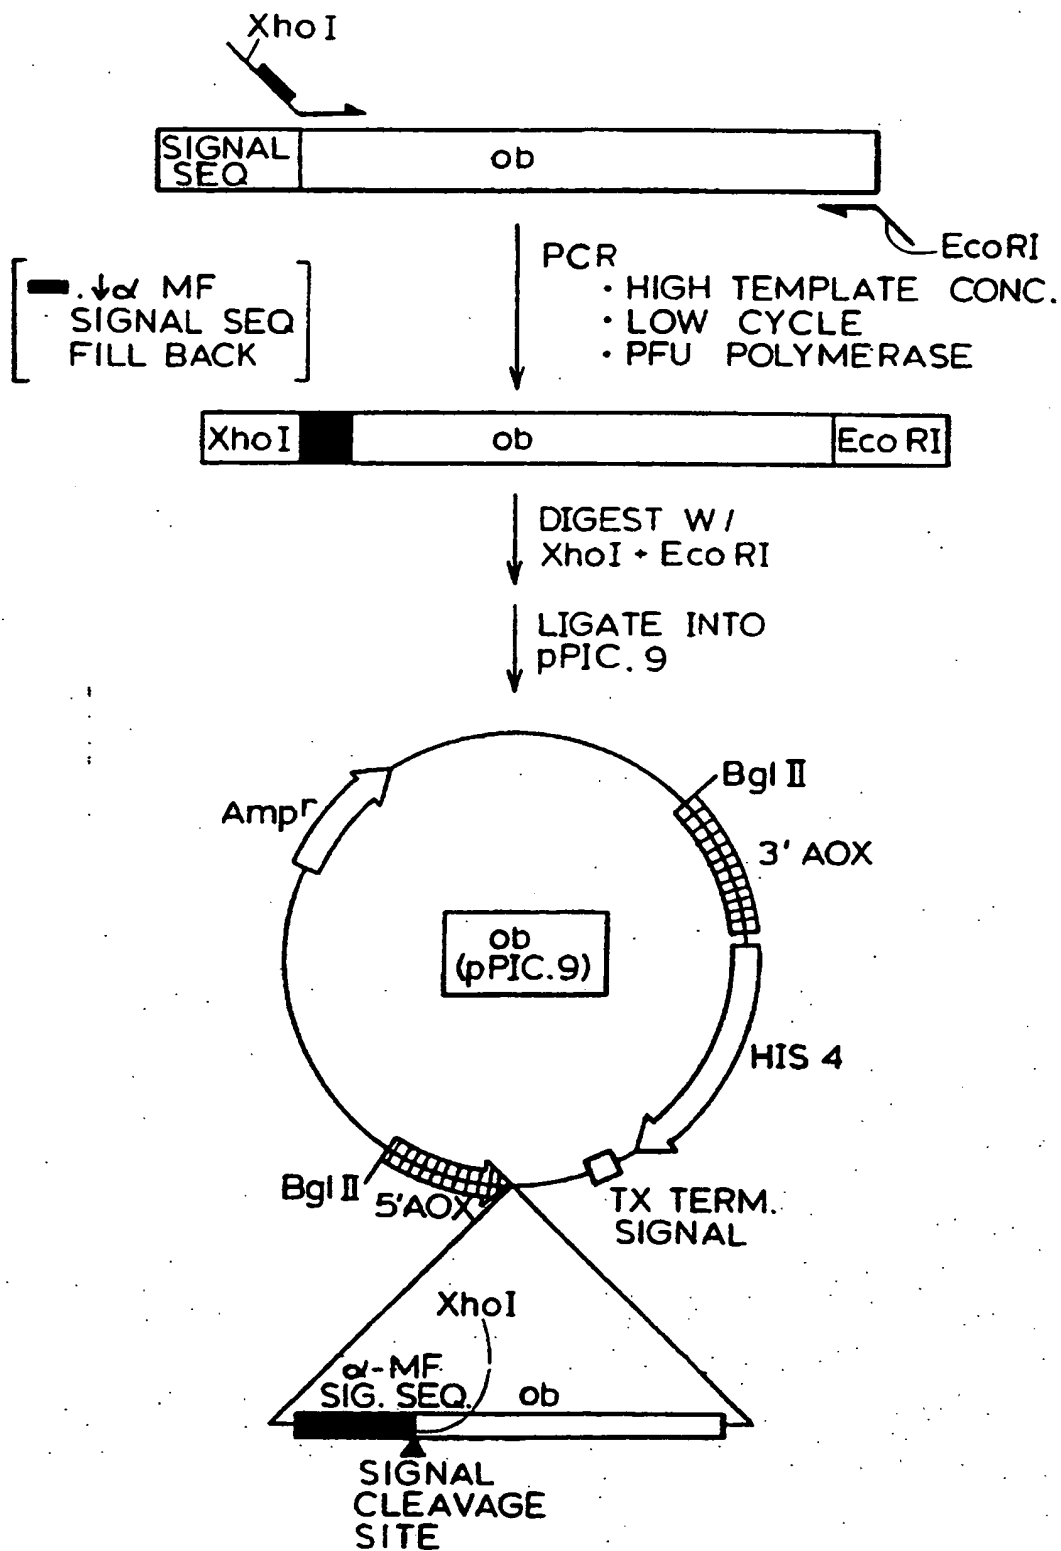 XhoI
SIGNAL
SEQ
ob
EcoRI
.↓α MF
SIGNAL SEQ
FILL BACK
PCR
· HIGH TEMPLATE CONC.
· LOW CYCLE
· PFU POLYMERASE
XhoI
ob
EcoRI
DIGEST W/
XhoI + EcoRI
LIGATE INTO
pPIC.9
Ampr
BglII
3' AOX
ob
(pPIC.9)
HIS 4
BglII
5'AOX
TX TERM.
SIGNAL
XhoI
α-MF
SIG. SEQ.
ob
SIGNAL
CLEAVAGE
SITE